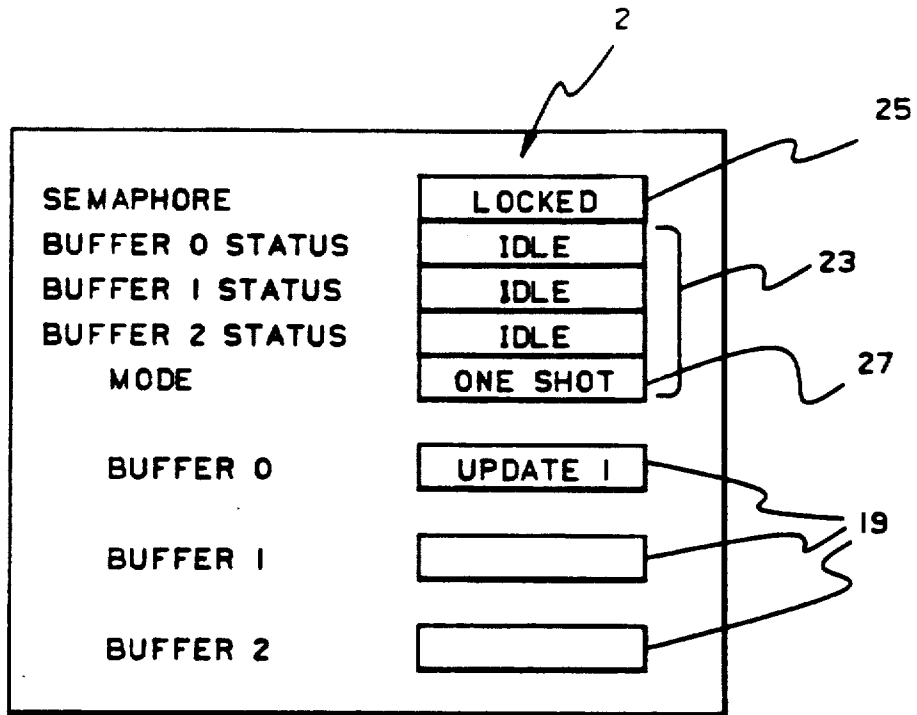 2
25
SEMAPHORE LOCKED
BUFFER 0 STATUS IDLE
23
BUFFER 1 STATUS IDLE
BUFFER 2 STATUS IDLE
MODE ONE SHOT
27
BUFFER 0 UPDATE 1
19
BUFFER 1
BUFFER 2